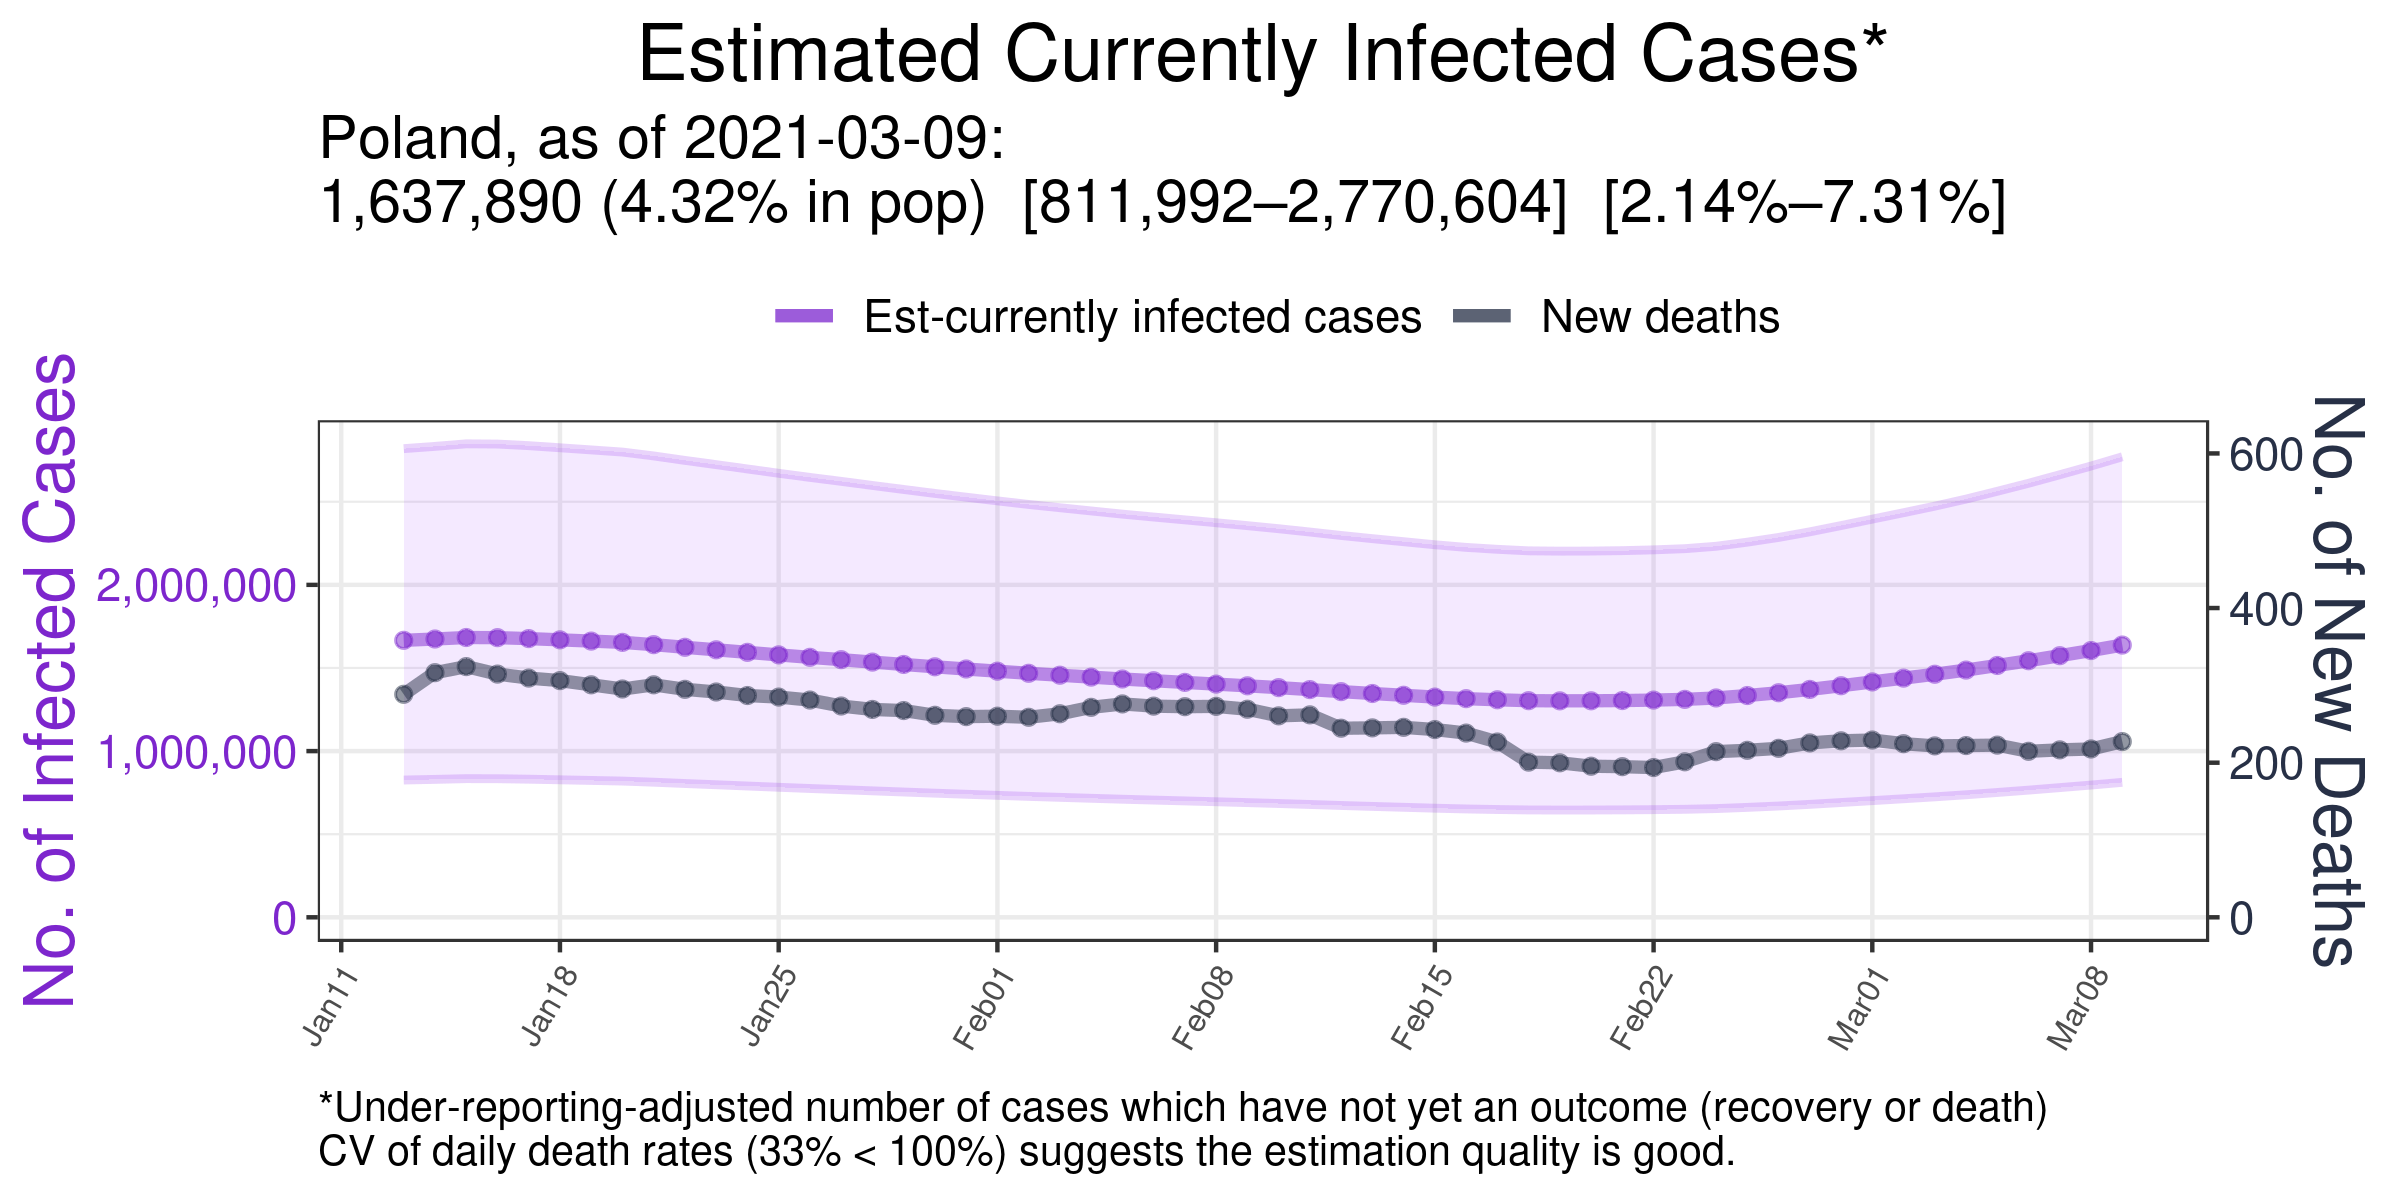 Estimated Currently Infected Cases*
Poland, as of 2021-03-09:
1,637,890 (4.32% in pop) [811,992–2,770,604] [2.14%–7.31%]
Est-currently infected cases
New deaths
No. of Infected Cases
2,000,000
1,000,000
0
600
400
200
0
No. of New Deaths
Jan11
Jan18
Jan25
Feb01
Feb08
Feb15
Feb22
Mar01
Mar08
*Under-reporting-adjusted number of cases which have not yet an outcome (recovery or death)
CV of daily death rates (33% < 100%) suggests the estimation quality is good.